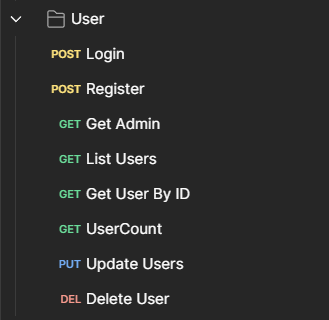 User
POST Login
POST Register
GET Get Admin
GET List Users
GET Get User By ID
GET UserCount
PUT Update Users
DEL Delete User